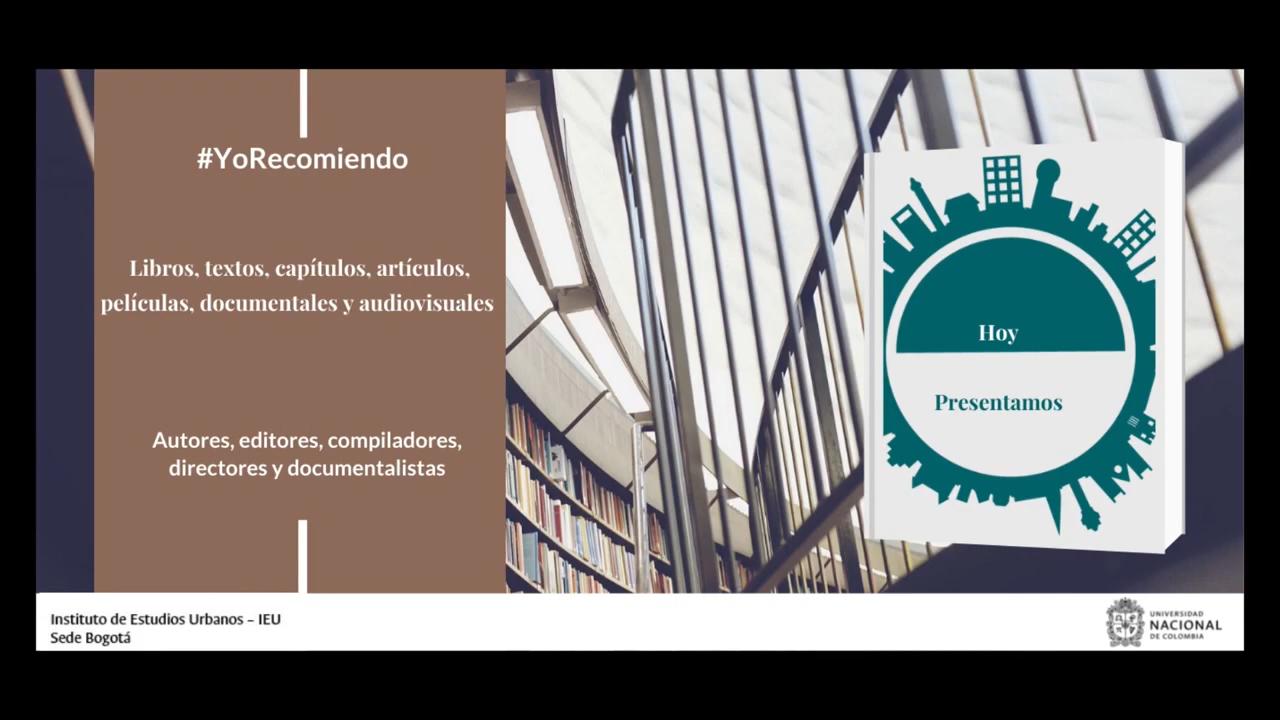 #YoRecomiendo
Libros, textos, capítulos, artículos,
películas, documentales y audiovisuales
Autores, editores, compiladores,
directores y documentalistas
Hoy
Presentamos
Instituto de Estudios Urbanos – IEU
Sede Bogotá
UNIVERSIDAD
NACIONAL
DE COLOMBIA